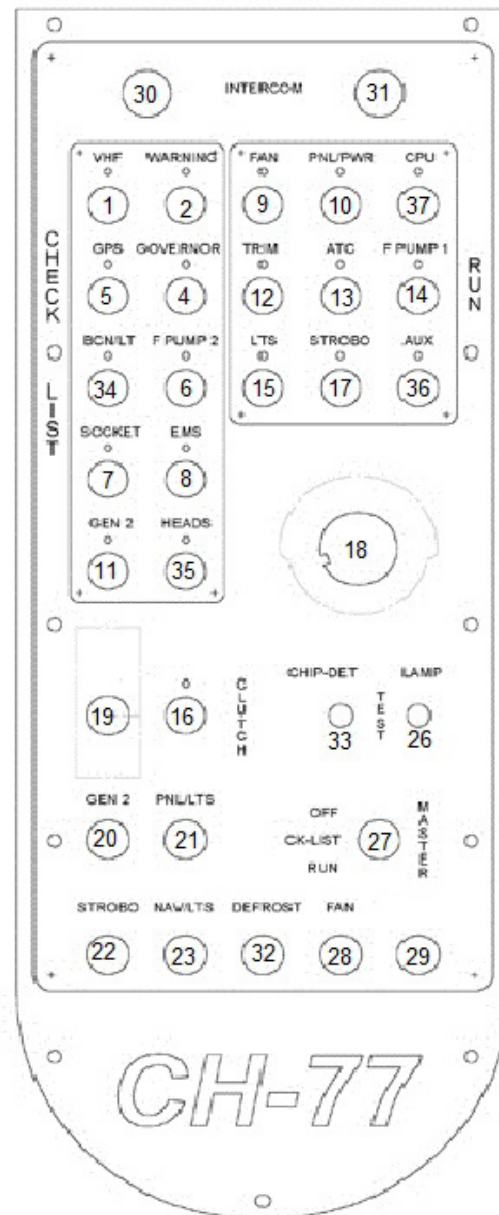 30 INTERCOM 31
VHF WARNING FAN PNL/PWR CPU
1 2 9 10 37
GPS GOVERNOR TRIM ATC F PUMP 1
5 4 12 13 14
BCN/LT F PUMP 2 LTS STROBO AUX
34 6 15 17 36
CHECK LIST
RUN
SOCKET EMS
7 8
18
GEN 2 HEADS
11 35
CHIP-DET LAMP
19 16 CLUTCH 33 TEST 26
GEN 2 PNL/LTS OFF
20 21 CK-LIST 27 MASTER
RUN
STROBO NAV/LTS DEFROST FAN
22 23 32 28 29
CH-77